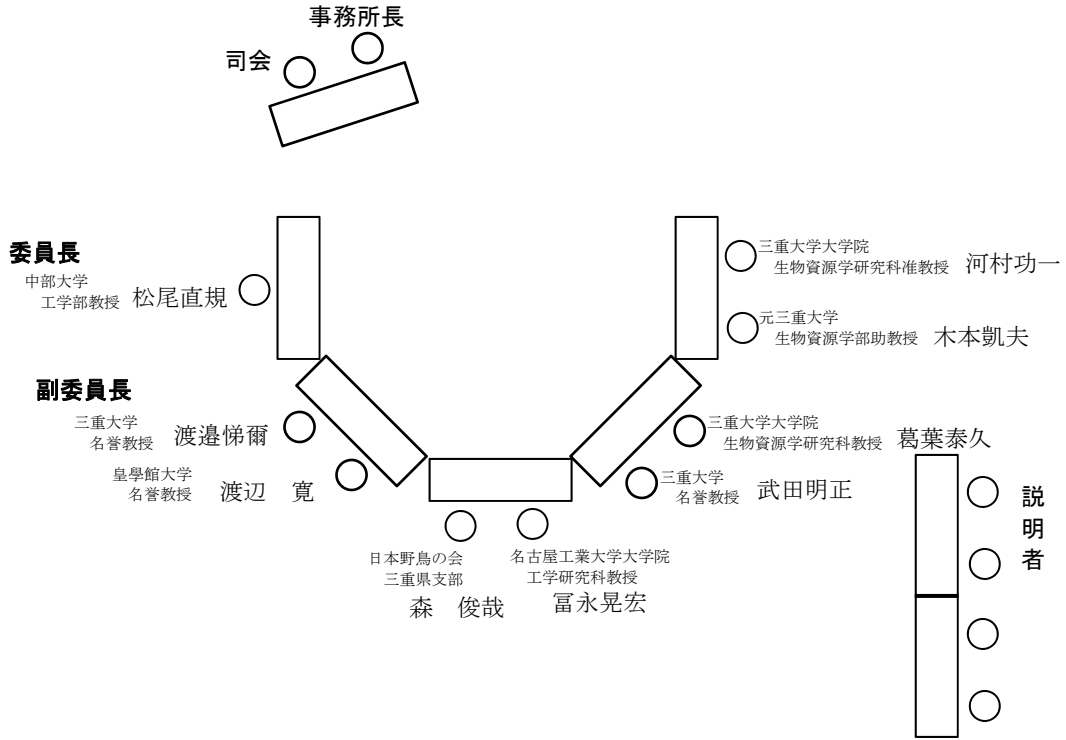 事務所長
司会
委員長
中部大学
工学部教授 松尾直規
副委員長
三重大学
名誉教授 渡邉悌爾
皇學館大学
名誉教授 渡辺 寛
日本野鳥の会
三重県支部
森 俊哉
名古屋工業大学大学院
工学研究科教授
冨永晃宏
三重大学大学院
生物資源学研究科准教授 河村功一
元三重大学
生物資源学部助教授 木本凱夫
三重大学大学院
生物資源学研究科教授 葛葉泰久
三重大学
名誉教授 武田明正
説明者